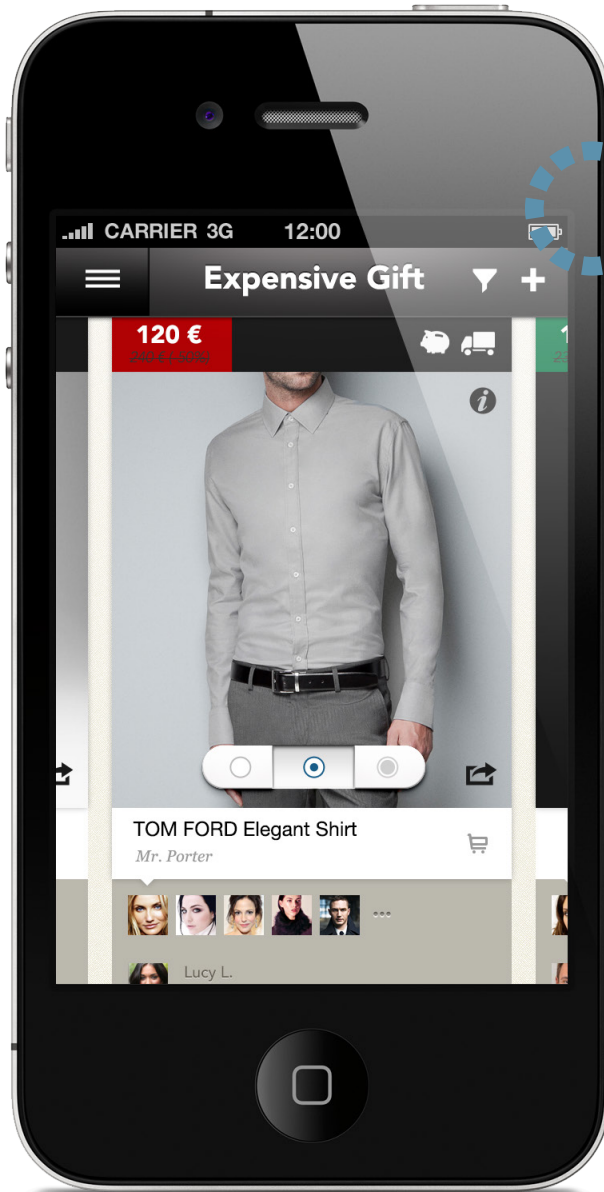 CARRIER 3G 12:00
Expensive Gift
120 €
TOM FORD Elegant Shirt
Mr. Porter
Lucy L.